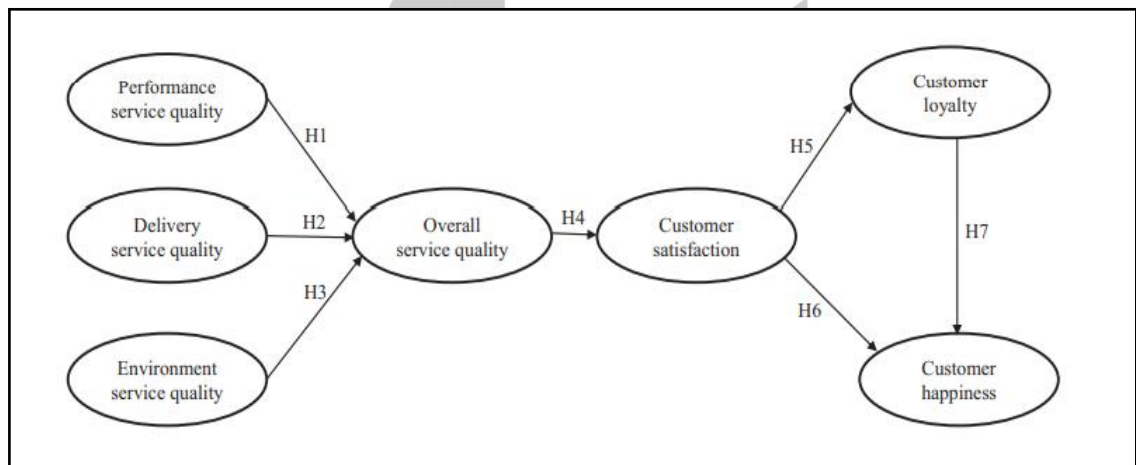 Performance
service quality
H1
Delivery
service quality
H2
Environment
service quality
H3
Overall
service quality
H4
Customer
satisfaction
H5
H6
Customer
loyalty
H7
Customer
happiness